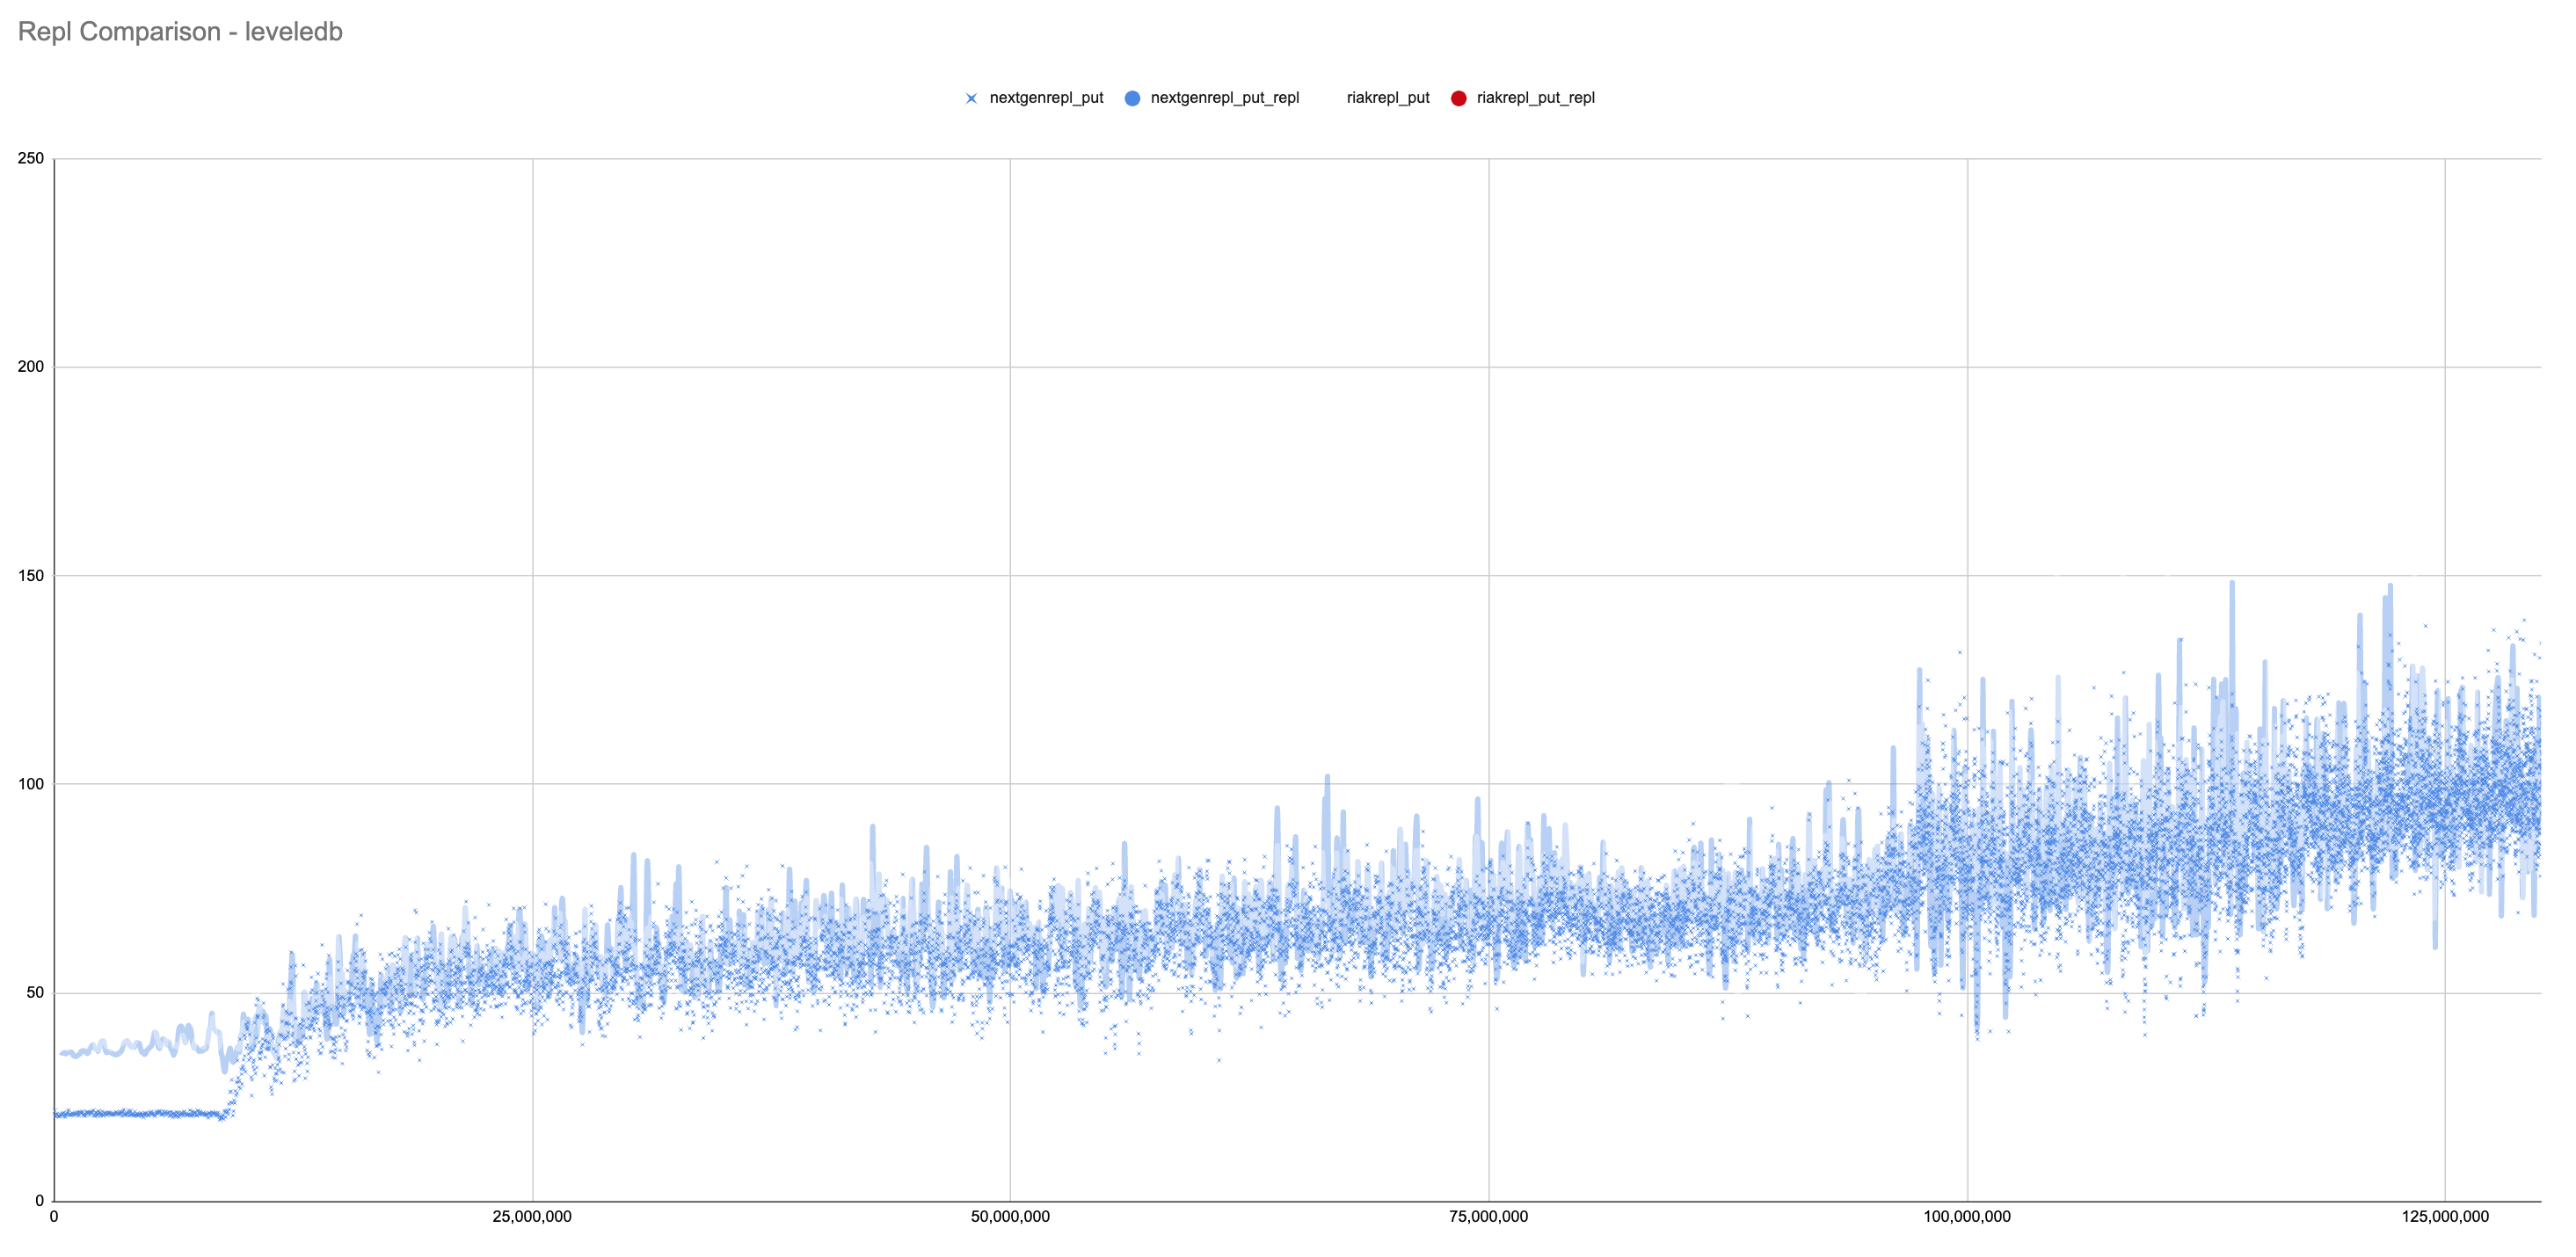 Repl Comparison - leveledb
nextgenrepl_put nextgenrepl_put_repl riakrepl_put riakrepl_put_repl
250
200
150
100
50
0
0 25,000,000 50,000,000 75,000,000 100,000,000 125,000,000